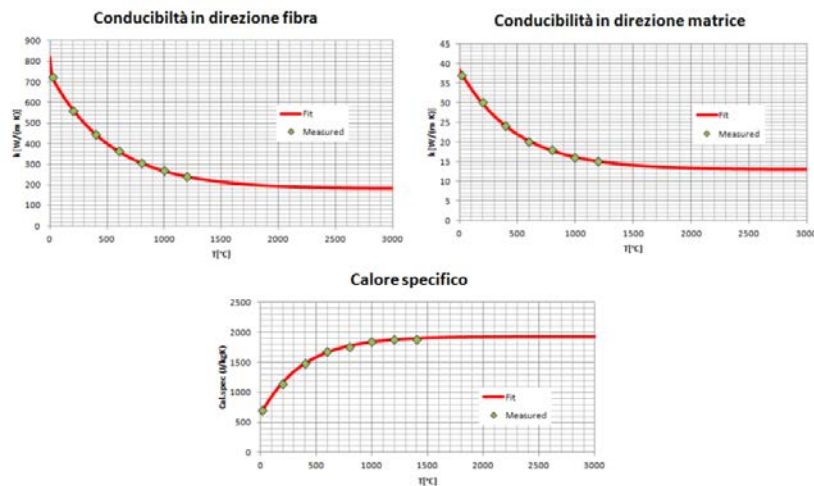 Conducibiltà in direzione fibra
900
800
700
600
500
400
300
200
100
0
k [W/(m K)]
Fit
Measured
0 500 1000 1500 2000 2500 3000
T[°C]
Conducibilità in direzione matrice
45
40
35
30
25
20
15
10
5
0
k [W/(m K)]
Fit
Measured
0 500 1000 1500 2000 2500 3000
T[°C]
Calore specifico
2500
2000
1500
1000
500
0
Cal.spec (J/kgK)
Fit
Measured
0 500 1000 1500 2000 2500 3000
T[°C]